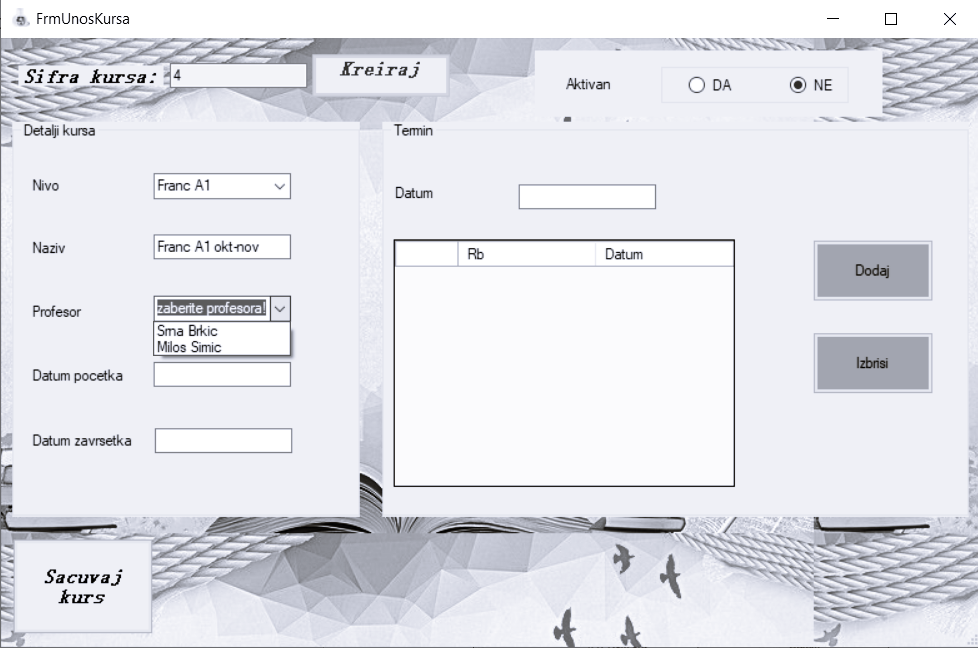 FrmUnosKursa
Sifra kursa:
4
Kreiraj
Aktivan
DA
NE
Detalji kursa
Nivo
Franc A1
Naziv
Franc A1 okt-nov
Profesor
zaberite profesora!
Srna Brkic
Milos Simic
Datum pocetka
Datum zavrsetka
Termin
Datum
Rb Datum
Dodaj
Izbrisi
Sacuvaj
kurs